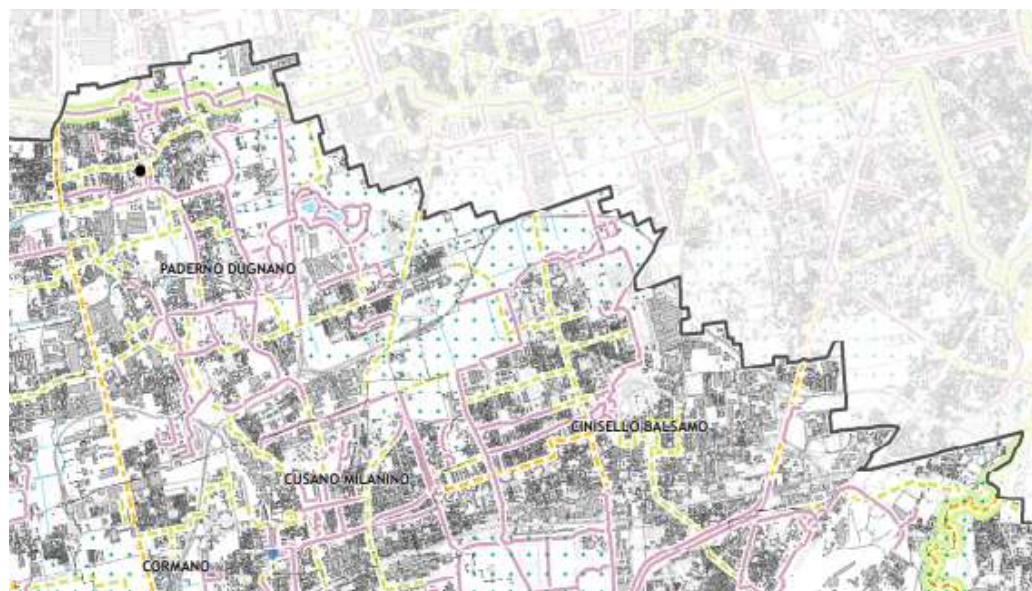 PADERNO DUGNANO
CINISELLO BALSAMO
CUSANO MILANINO
CORMANO